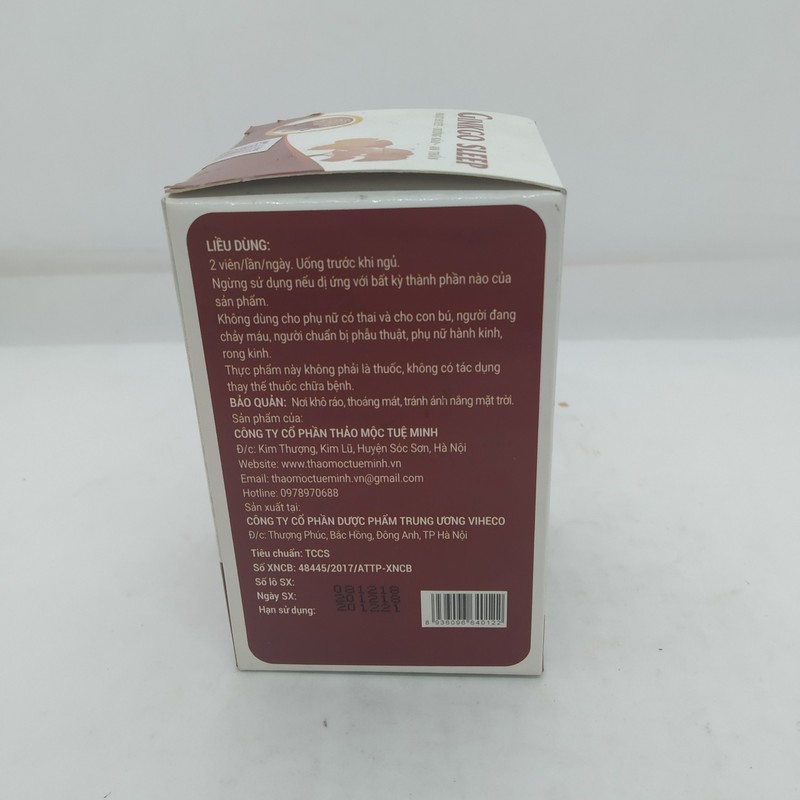 GINKGO SLEEP
LIỀU DÙNG:
2 viên/lần/ngày. Uống trước khi ngủ.
Ngừng sử dụng nếu dị ứng với bất kỳ thành phần nào của
sản phẩm.
Không dùng cho phụ nữ có thai và cho con bú, người đang
chảy máu, người chuẩn bị phẫu thuật, phụ nữ hành kinh,
rong kinh.
Thực phẩm này không phải là thuốc, không có tác dụng
thay thế thuốc chữa bệnh.
BẢO QUẢN: Nơi khô ráo, thoáng mát, tránh ánh nắng mặt trời.
Sản phẩm của:
CÔNG TY CỔ PHẦN THẢO MỘC TUỆ MINH
Đ/c: Kim Thượng, Kim Lũ, Huyện Sóc Sơn, Hà Nội
Website: www.thaomoctueminh.vn
Email: thaomoctueminh.vn@gmail.com
Hotline: 0978970688
Sản xuất tại:
CÔNG TY CỔ PHẦN DƯỢC PHẨM TRUNG ƯƠNG VIHECO
Đ/c: Thượng Phúc, Bắc Hồng, Đông Anh, TP Hà Nội
Tiêu chuẩn: TCCS
Số XNCB: 48445/2017/ATTP-XNCB
Số lô SX: 081218
Ngày SX: 201218
Hạn sử dụng: 201221
8 936096 640122